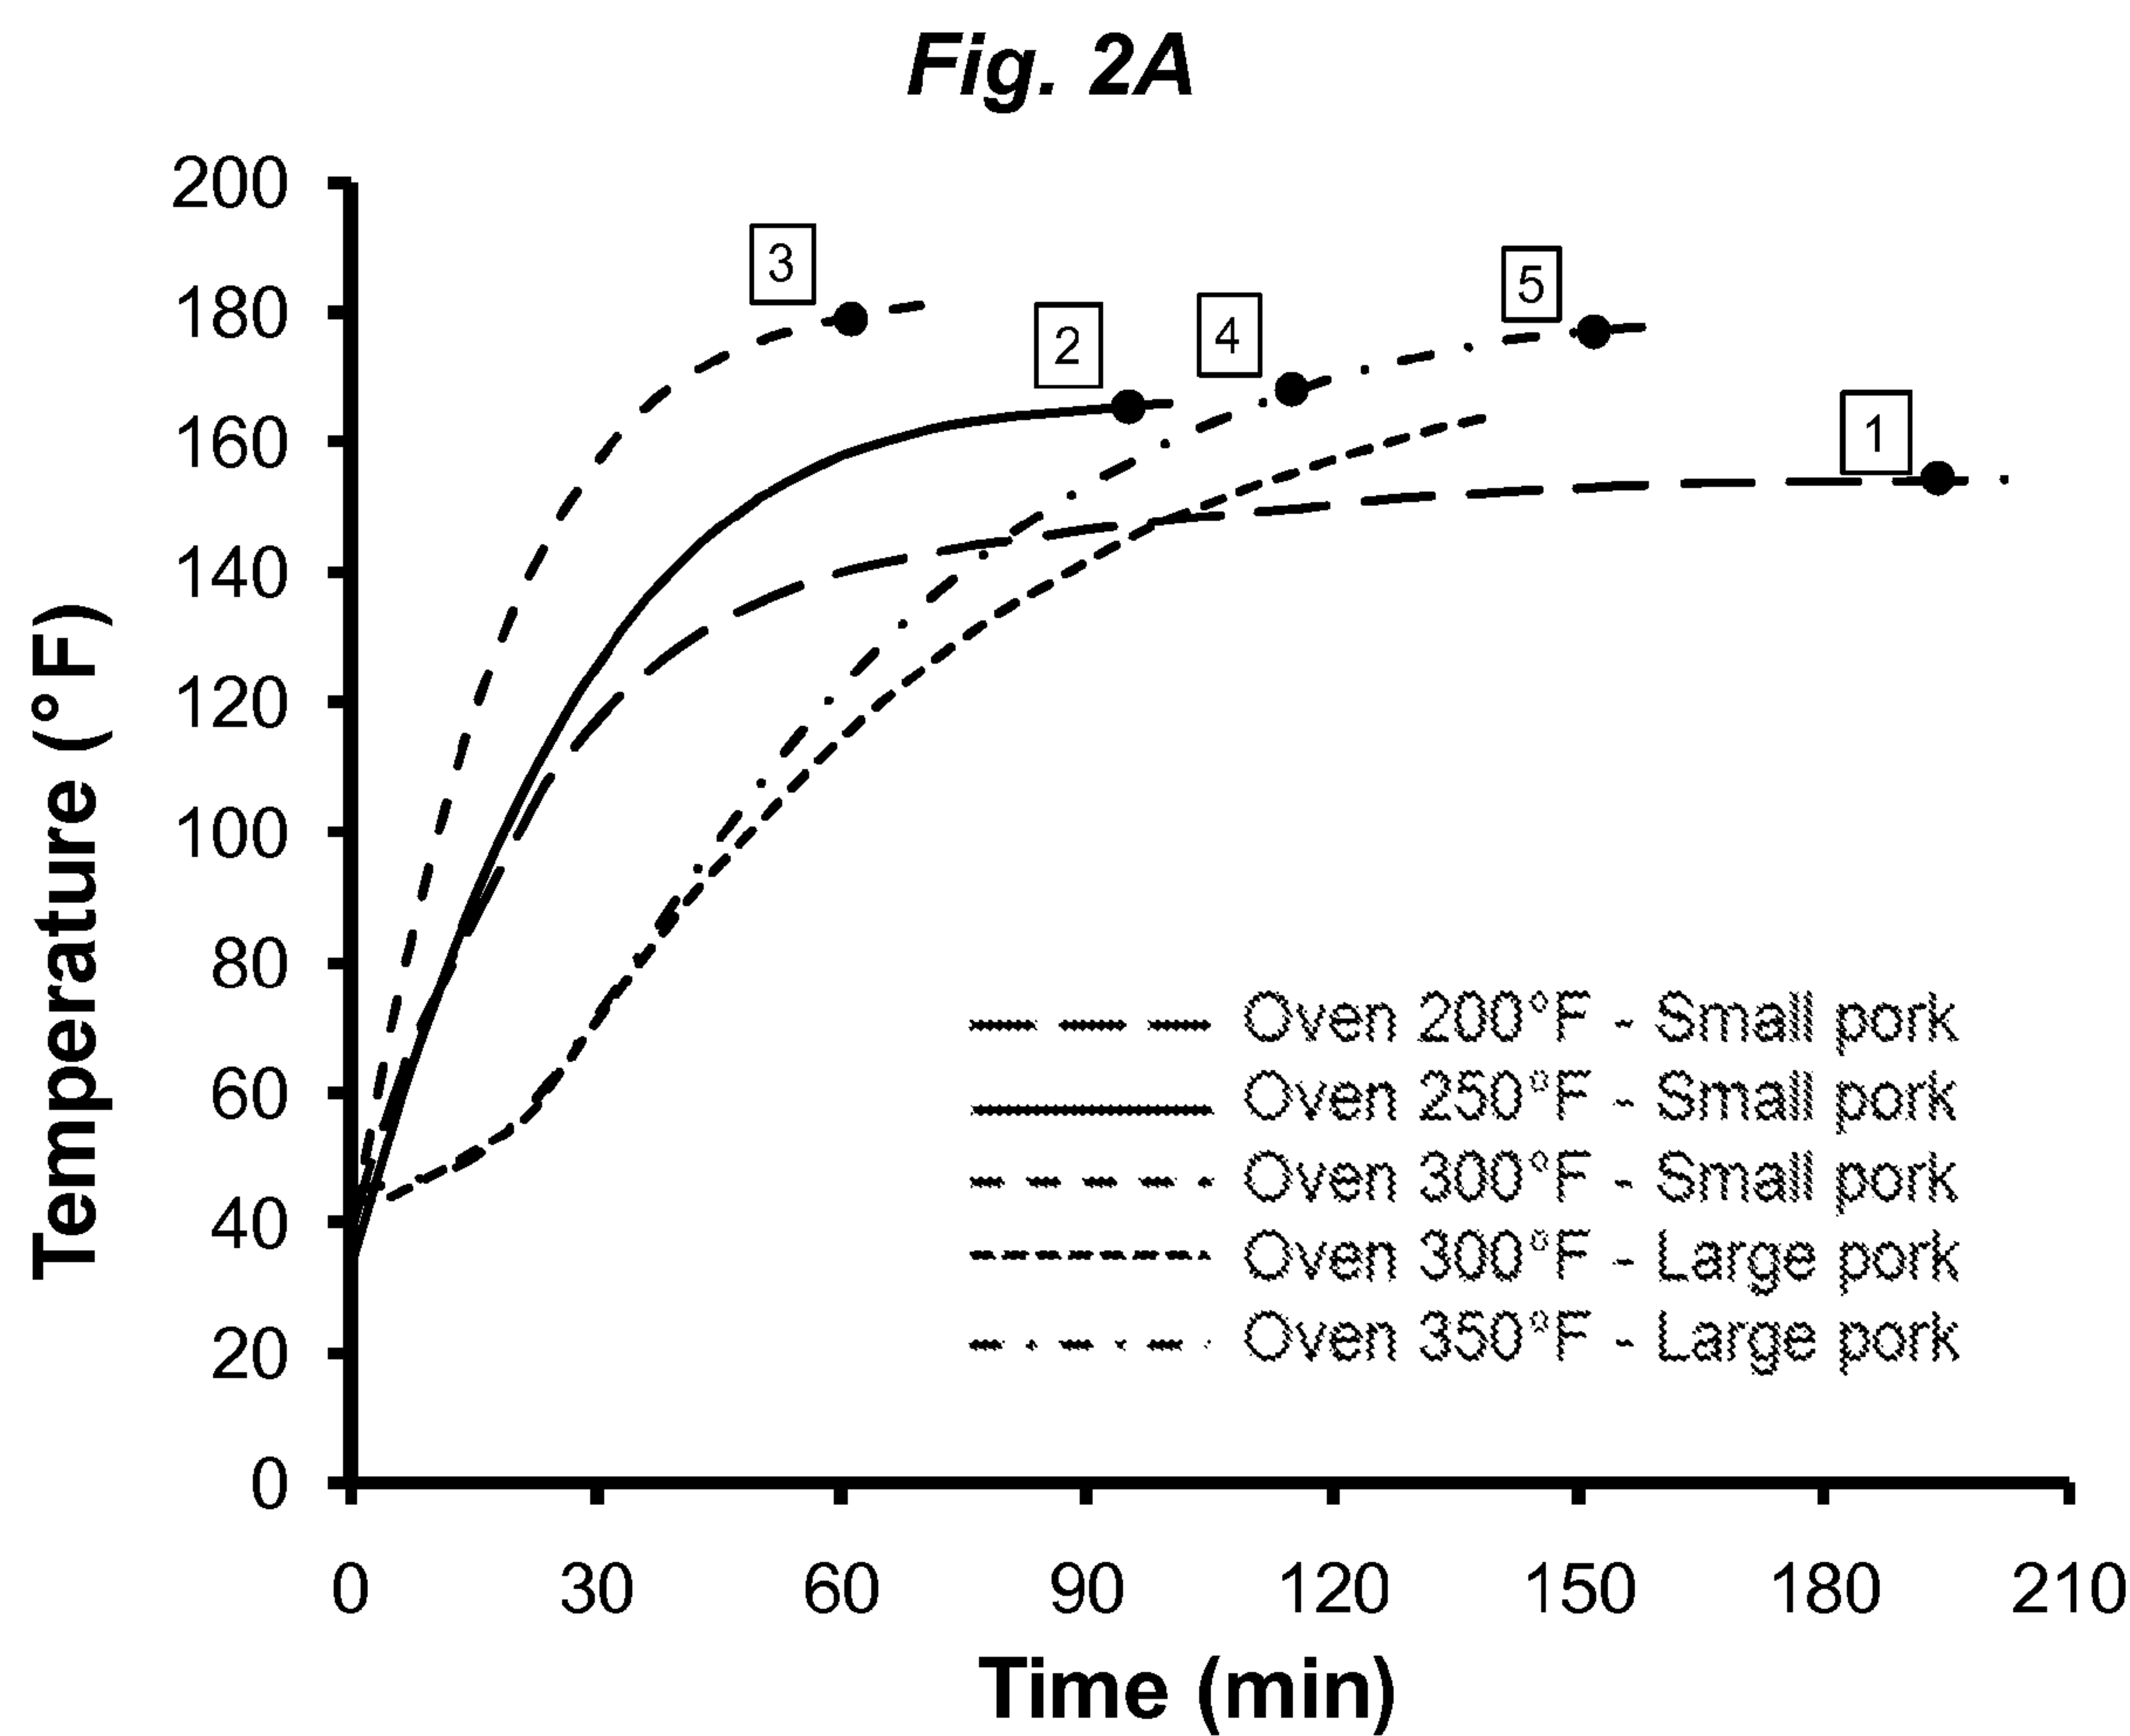 Fig. 2A
Temperature (°F)
200
180
160
140
120
100
80
60
40
20
0
3
2
4
5
1
Oven 200°F - Small pork
Oven 250°F - Small pork
Oven 300°F - Small pork
Oven 300°F - Large pork
Oven 350°F - Large pork
0 30 60 90 120 150 180 210
Time (min)